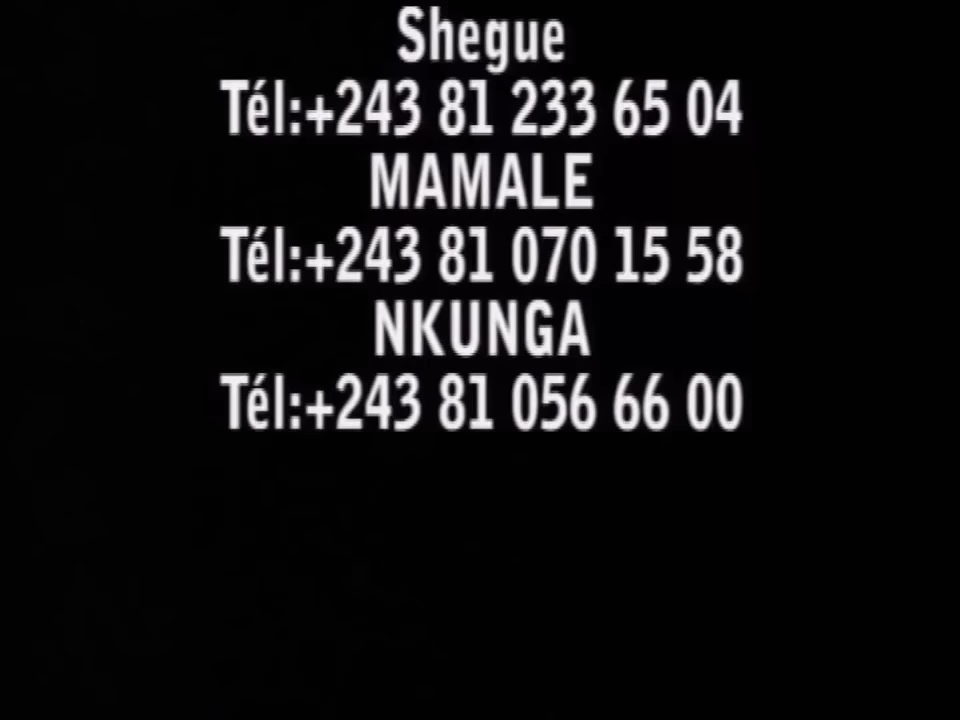 Shegue
Tél:+243 81 233 65 04
MAMALE
Tél:+243 81 070 15 58
NKUNGA
Tél:+243 81 056 66 00